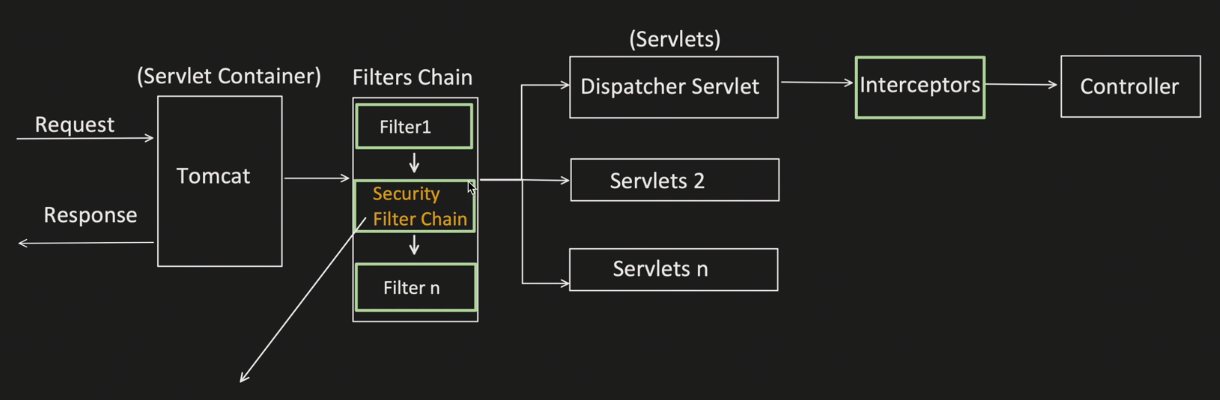 (Servlets)
(Servlet Container)
Filters Chain
Request
Response
Tomcat
Filter1
Security
Filter Chain
Filter n
Dispatcher Servlet
Interceptors
Controller
Servlets 2
Servlets n